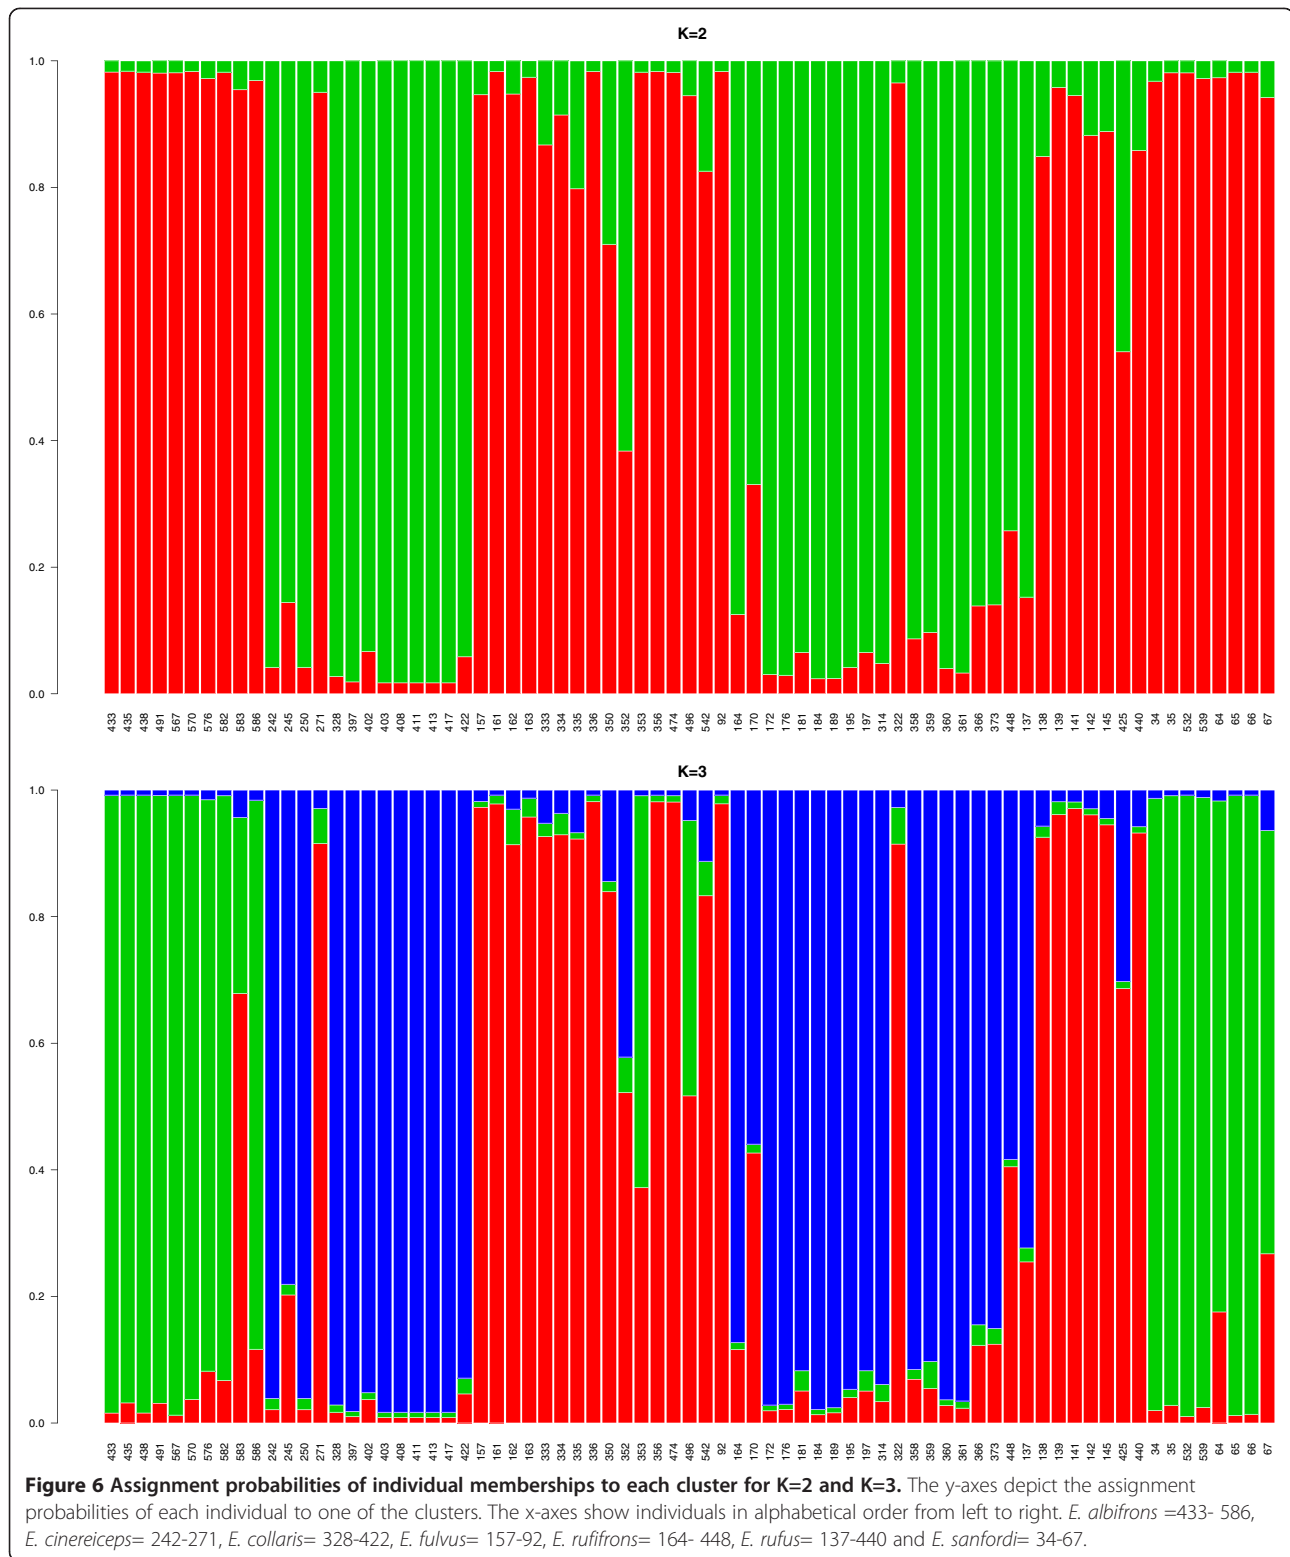 K=2
1.0
0.8
0.6
0.4
0.2
0.0
433 435 438 491 567 570 576 582 583 586 242 245 250 271 328 397 402 403 408 411 413 417 422 157 161 162 163 333 334 335 336 350 352 353 356 474 496 542 92 164 170 172 176 181 184 189 195 197 314 322 358 359 360 361 366 373 448 137 138 139 141 142 145 425 440 34 35 532 539 64 65 66 67
K=3
1.0
0.8
0.6
0.4
0.2
0.0
433 435 438 491 567 570 576 582 583 586 242 245 250 271 328 397 402 403 408 411 413 417 422 157 161 162 163 333 334 335 336 350 352 353 356 474 496 542 92 164 170 172 176 181 184 189 195 197 314 322 358 359 360 361 366 373 448 137 138 139 141 142 145 425 440 34 35 532 539 64 65 66 67
Figure 6 Assignment probabilities of individual memberships to each cluster for K=2 and K=3. The y-axes depict the assignment
probabilities of each individual to one of the clusters. The x-axes show individuals in alphabetical order from left to right. E. albifrons =433- 586,
E. cinereiceps= 242-271, E. collaris= 328-422, E. fulvus= 157-92, E. rufifrons= 164- 448, E. rufus= 137-440 and E. sanfordi= 34-67.